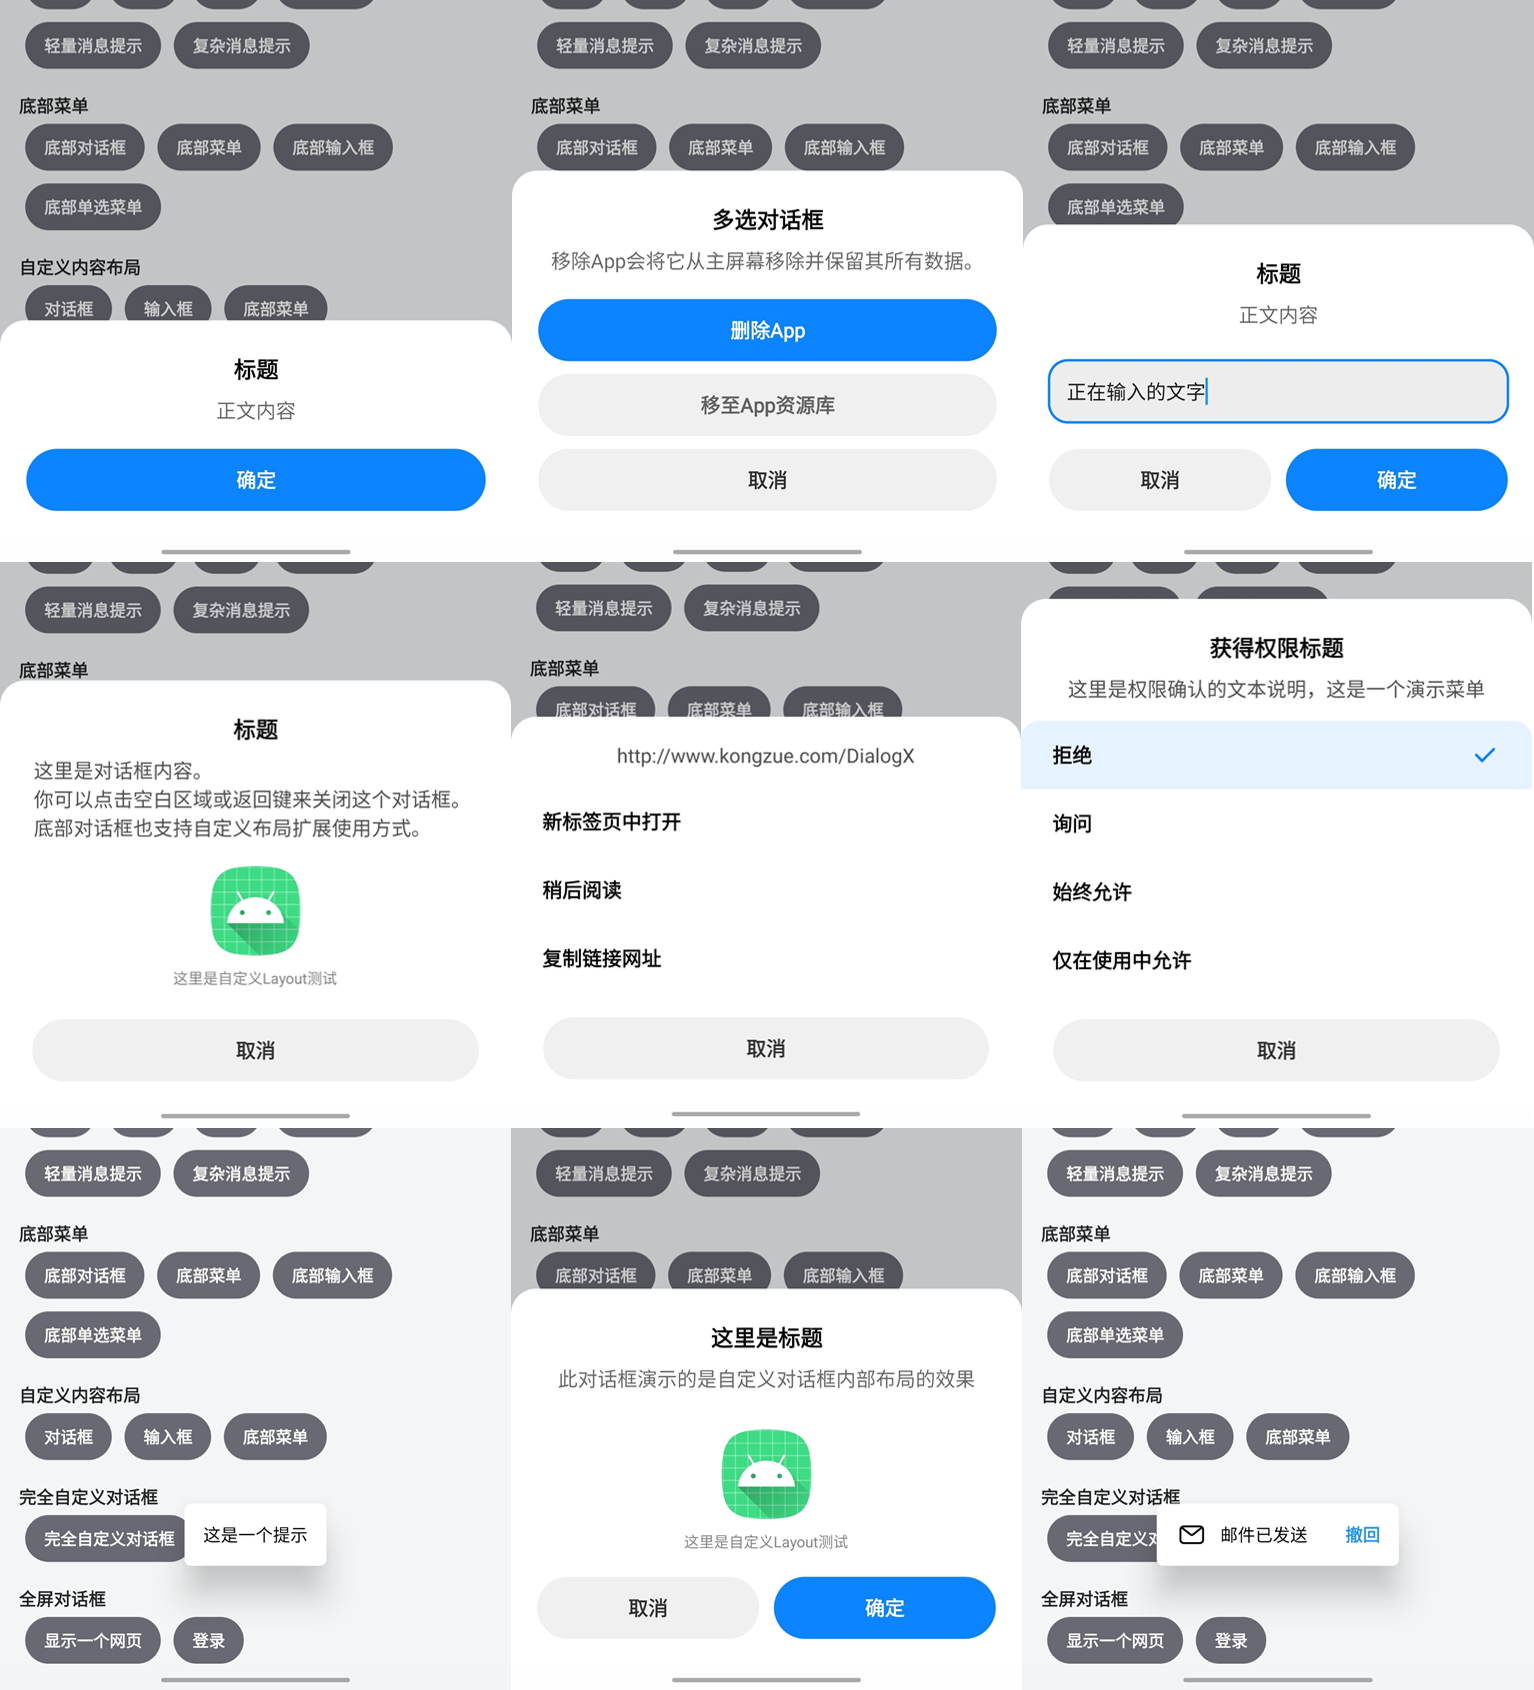 轻量消息提示
复杂消息提示
底部菜单
底部对话框
底部菜单
底部输入框
底部单选菜单
自定义内容布局
对话框
输入框
底部菜单
标题
正文内容
确定
轻量消息提示
复杂消息提示
底部菜单
底部对话框
底部菜单
底部输入框
多选对话框
移除App会将它从主屏幕移除并保留其所有数据。
删除App
移至App资源库
取消
轻量消息提示
复杂消息提示
底部菜单
底部对话框
底部菜单
底部输入框
底部单选菜单
标题
正文内容
正在输入的文字
取消
确定
轻量消息提示
复杂消息提示
底部菜单
标题
这里是对话框内容。
你可以点击空白区域或返回键来关闭这个对话框。
底部对话框也支持自定义布局扩展使用方式。
这里是自定义Layout测试
取消
轻量消息提示
复杂消息提示
底部菜单
底部对话框
底部菜单
底部输入框
http://www.kongzue.com/DialogX
新标签页中打开
稍后阅读
复制链接网址
取消
获得权限标题
这里是权限确认的文本说明，这是一个演示菜单
拒绝
询问
始终允许
仅在使用中允许
取消
轻量消息提示
复杂消息提示
底部菜单
底部对话框
底部菜单
底部输入框
底部单选菜单
自定义内容布局
对话框
输入框
底部菜单
完全自定义对话框
完全自定义对话框
这是一个提示
全屏对话框
显示一个网页
登录
轻量消息提示
复杂消息提示
底部菜单
底部对话框
底部菜单
底部输入框
这里是标题
此对话框演示的是自定义对话框内部布局的效果
这里是自定义Layout测试
取消
确定
轻量消息提示
复杂消息提示
底部菜单
底部对话框
底部菜单
底部输入框
底部单选菜单
自定义内容布局
对话框
输入框
底部菜单
完全自定义对话框
完全自定义
邮件已发送
撤回
全屏对话框
显示一个网页
登录